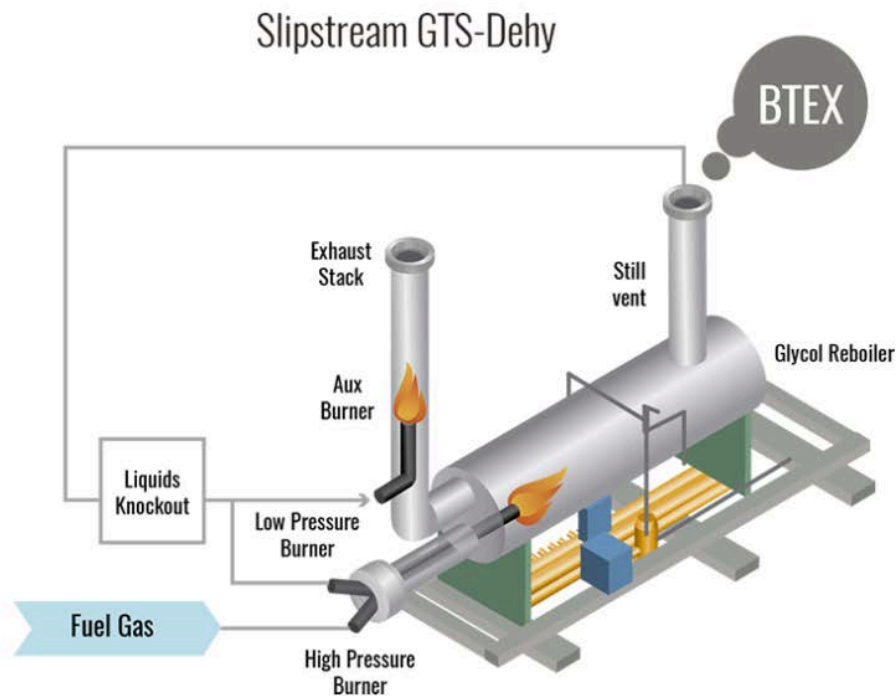 Slipstream GTS-Dehy
BTEX
Exhaust
Stack
Still
vent
Glycol Reboiler
Aux
Burner
Liquids
Knockout
Low Pressure
Burner
Fuel Gas
High Pressure
Burner